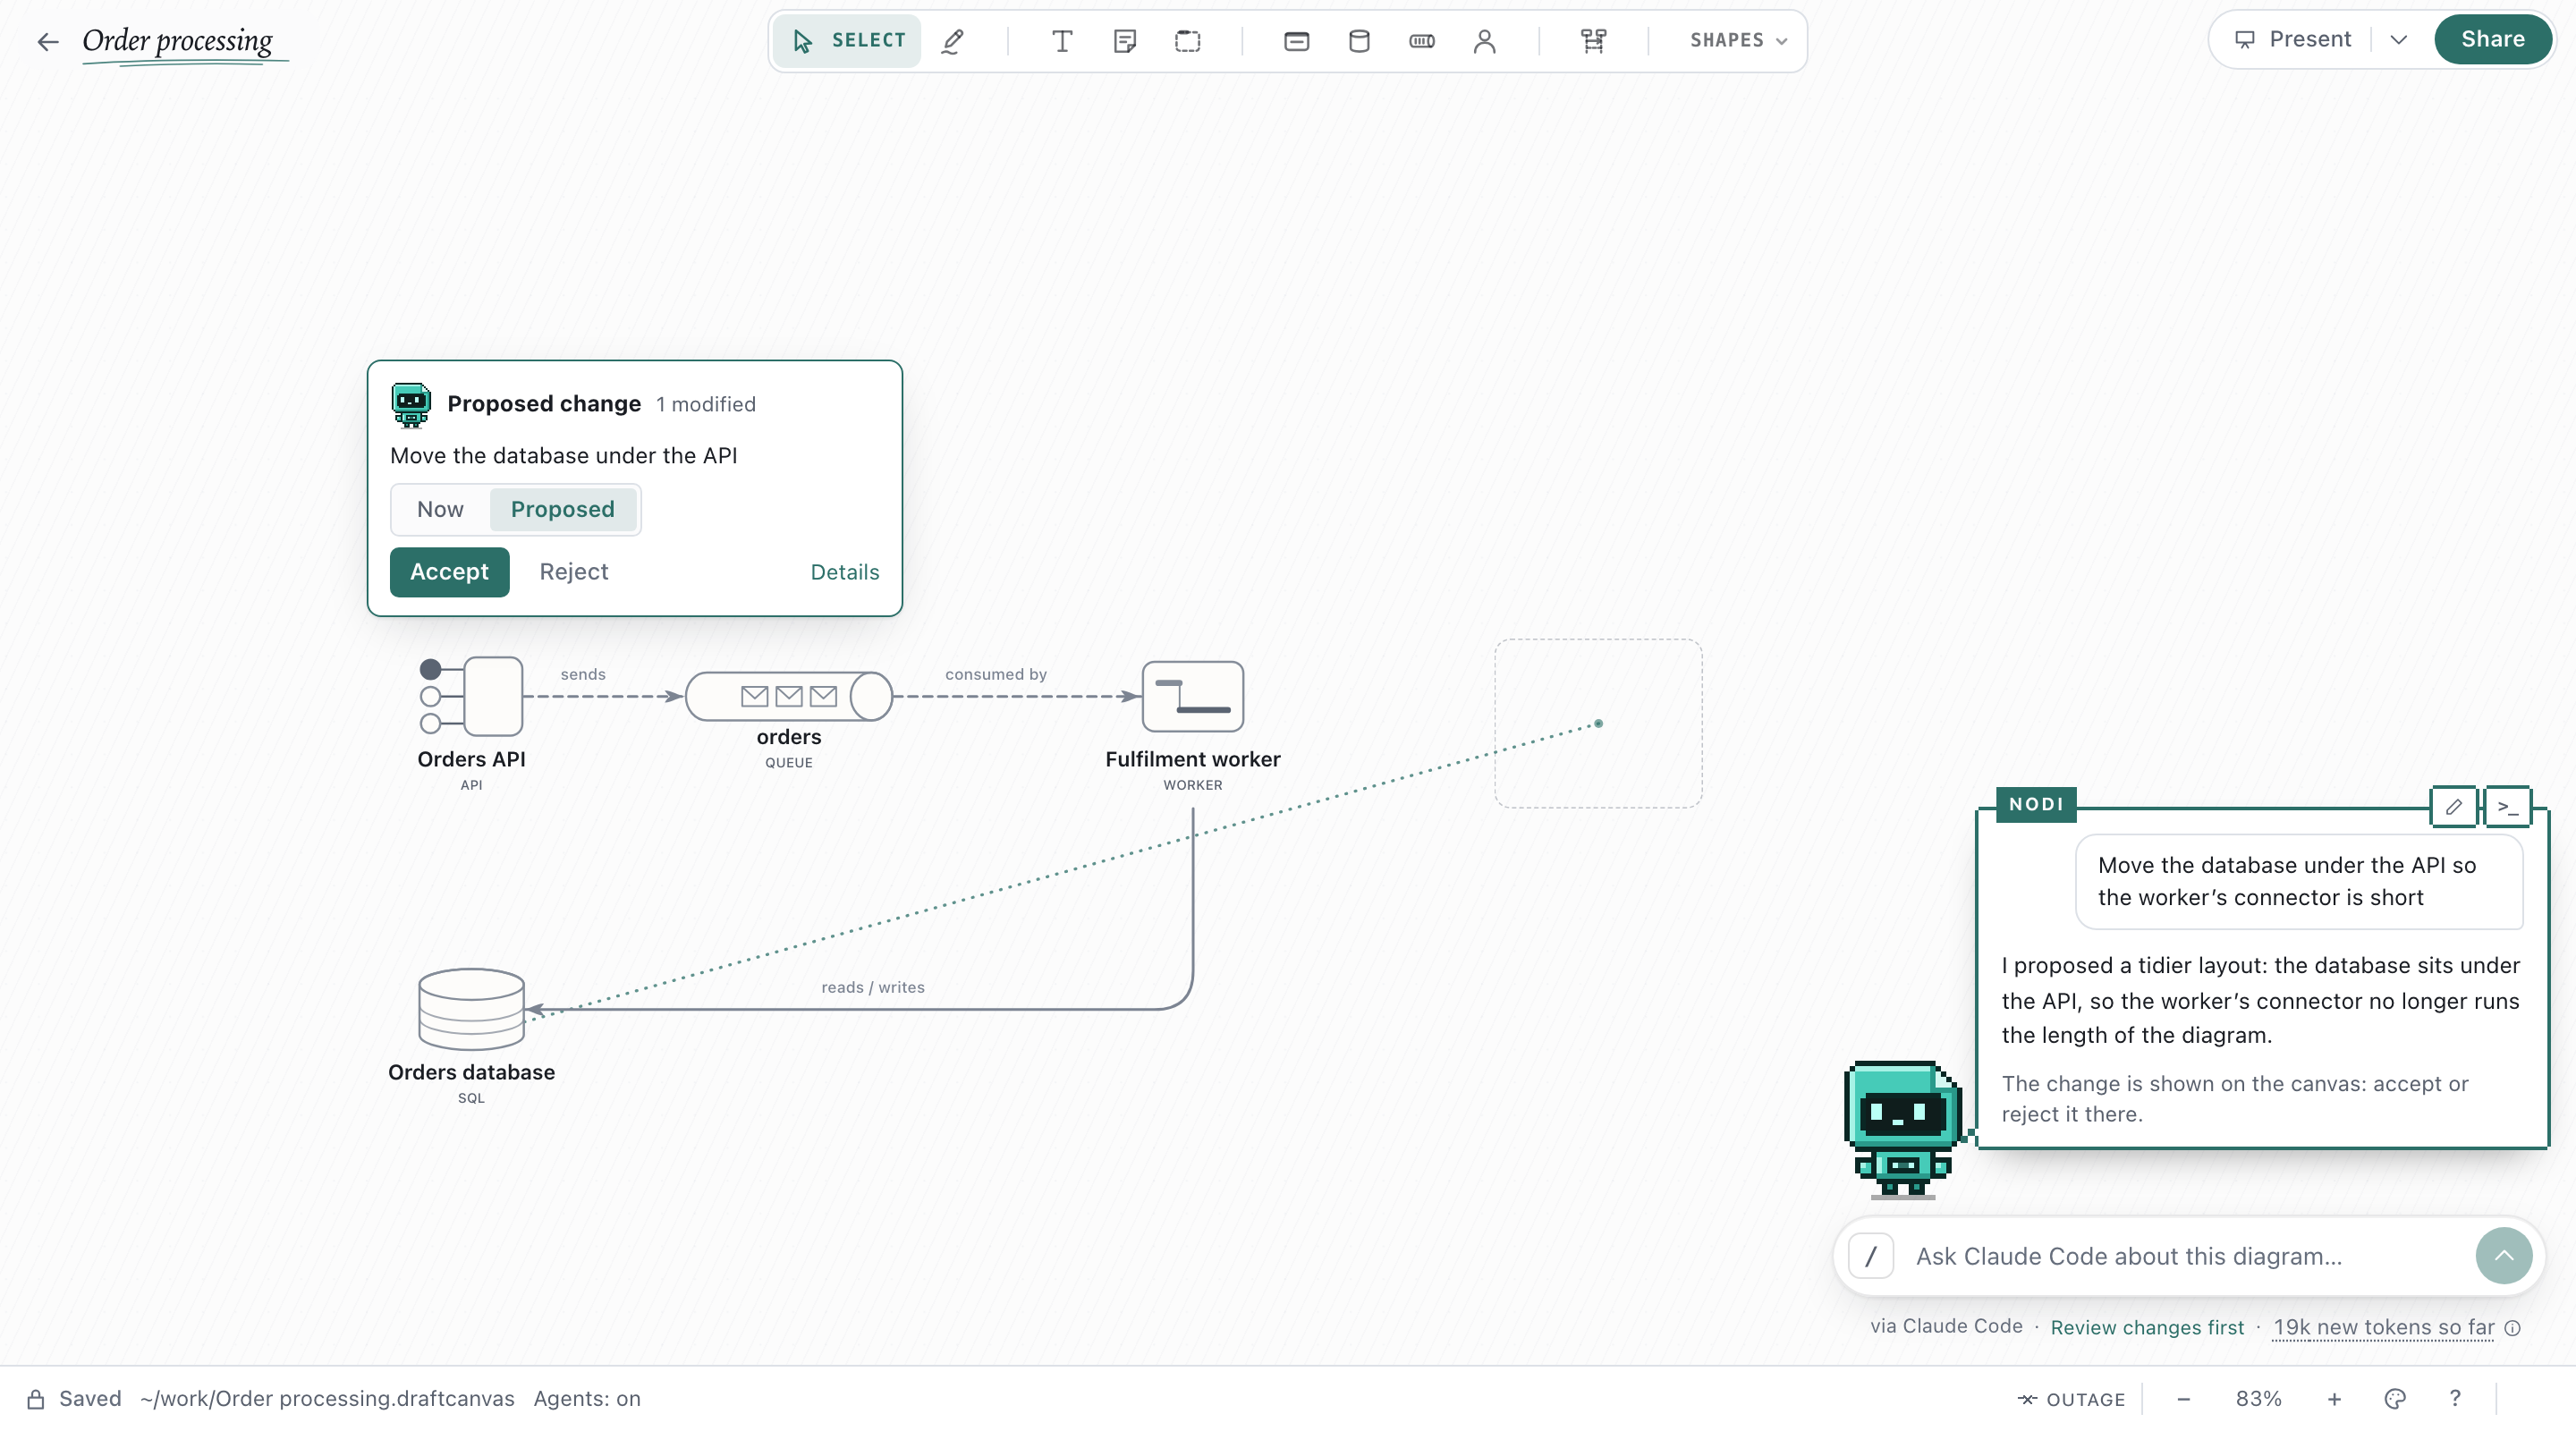 Order processing
SELECT
SHAPES
Present
Share
Proposed change 1 modified
Move the database under the API
Now
Proposed
Accept
Reject
Details
sends
consumed by
Orders API
API
orders
QUEUE
Fulfilment worker
WORKER
reads / writes
Orders database
SQL
NODI
>_
Move the database under the API so
the worker’s connector is short
I proposed a tidier layout: the database sits under
the API, so the worker’s connector no longer runs
the length of the diagram.
The change is shown on the canvas: accept or
reject it there.
/ Ask Claude Code about this diagram...
via Claude Code · Review changes first · 19k new tokens so far
Saved ~/work/Order processing.draftcanvas Agents: on
OUTAGE − 83% + ?